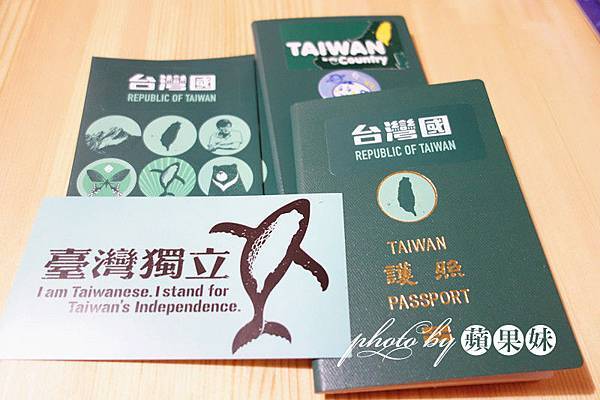 TAIWAN
is a Country
台灣國
REPUBLIC OF TAIWAN
台灣國
REPUBLIC OF TAIWAN
TAIWAN
護照
PASSPORT
臺灣獨立
I am Taiwanese. I stand for
Taiwan's Independence.
photo by 蘋果妹